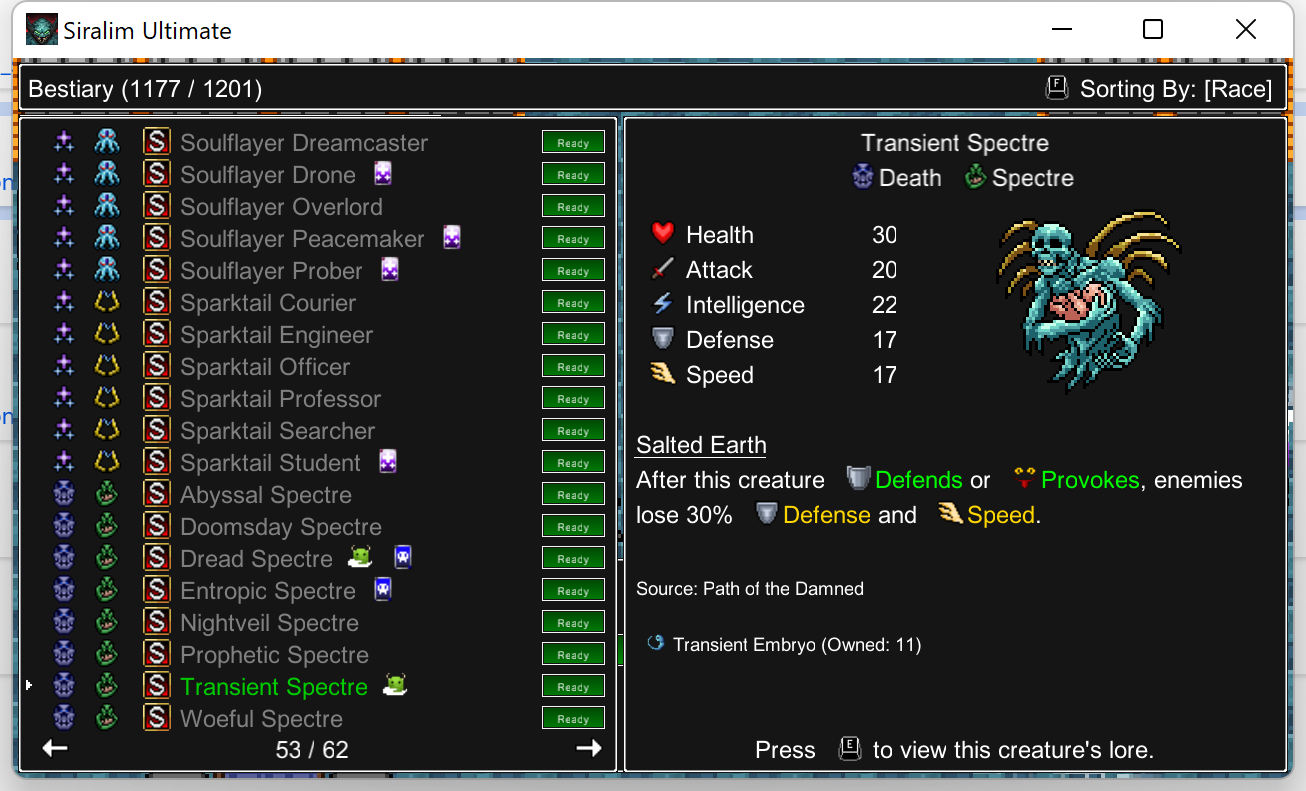 Siralim Ultimate
Bestiary (1177 / 1201)
F Sorting By: [Race]
S Soulflayer Dreamcaster Ready
S Soulflayer Drone Ready
S Soulflayer Overlord Ready
S Soulflayer Peacemaker Ready
S Soulflayer Prober Ready
S Sparktail Courier Ready
S Sparktail Engineer Ready
S Sparktail Officer Ready
S Sparktail Professor Ready
S Sparktail Searcher Ready
S Sparktail Student Ready
S Abyssal Spectre Ready
S Doomsday Spectre Ready
S Dread Spectre Ready
S Entropic Spectre Ready
S Nightveil Spectre Ready
S Prophetic Spectre Ready
S Transient Spectre Ready
S Woeful Spectre Ready
53 / 62
Transient Spectre
Death Spectre
Health 30
Attack 20
Intelligence 22
Defense 17
Speed 17
Salted Earth
After this creature Defends or Provokes, enemies
lose 30% Defense and Speed.
Source: Path of the Damned
Transient Embryo (Owned: 11)
Press E to view this creature's lore.